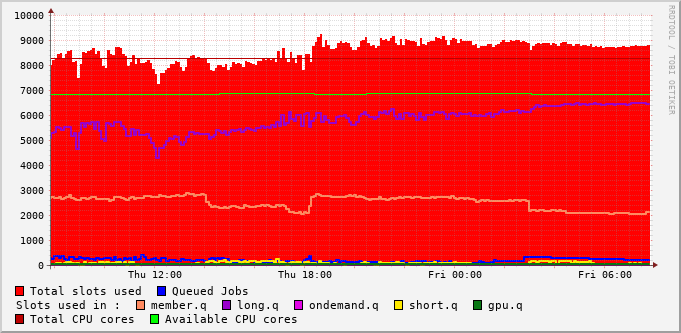 10000
9000
8000
7000
6000
5000
4000
3000
2000
1000
0
Thu 12:00 Thu 18:00 Fri 00:00 Fri 06:00
RRDTOOL / TOBI OETIKER
Total slots used Queued Jobs
Slots used in : member.q long.q ondemand.q short.q gpu.q
Total CPU cores Available CPU cores